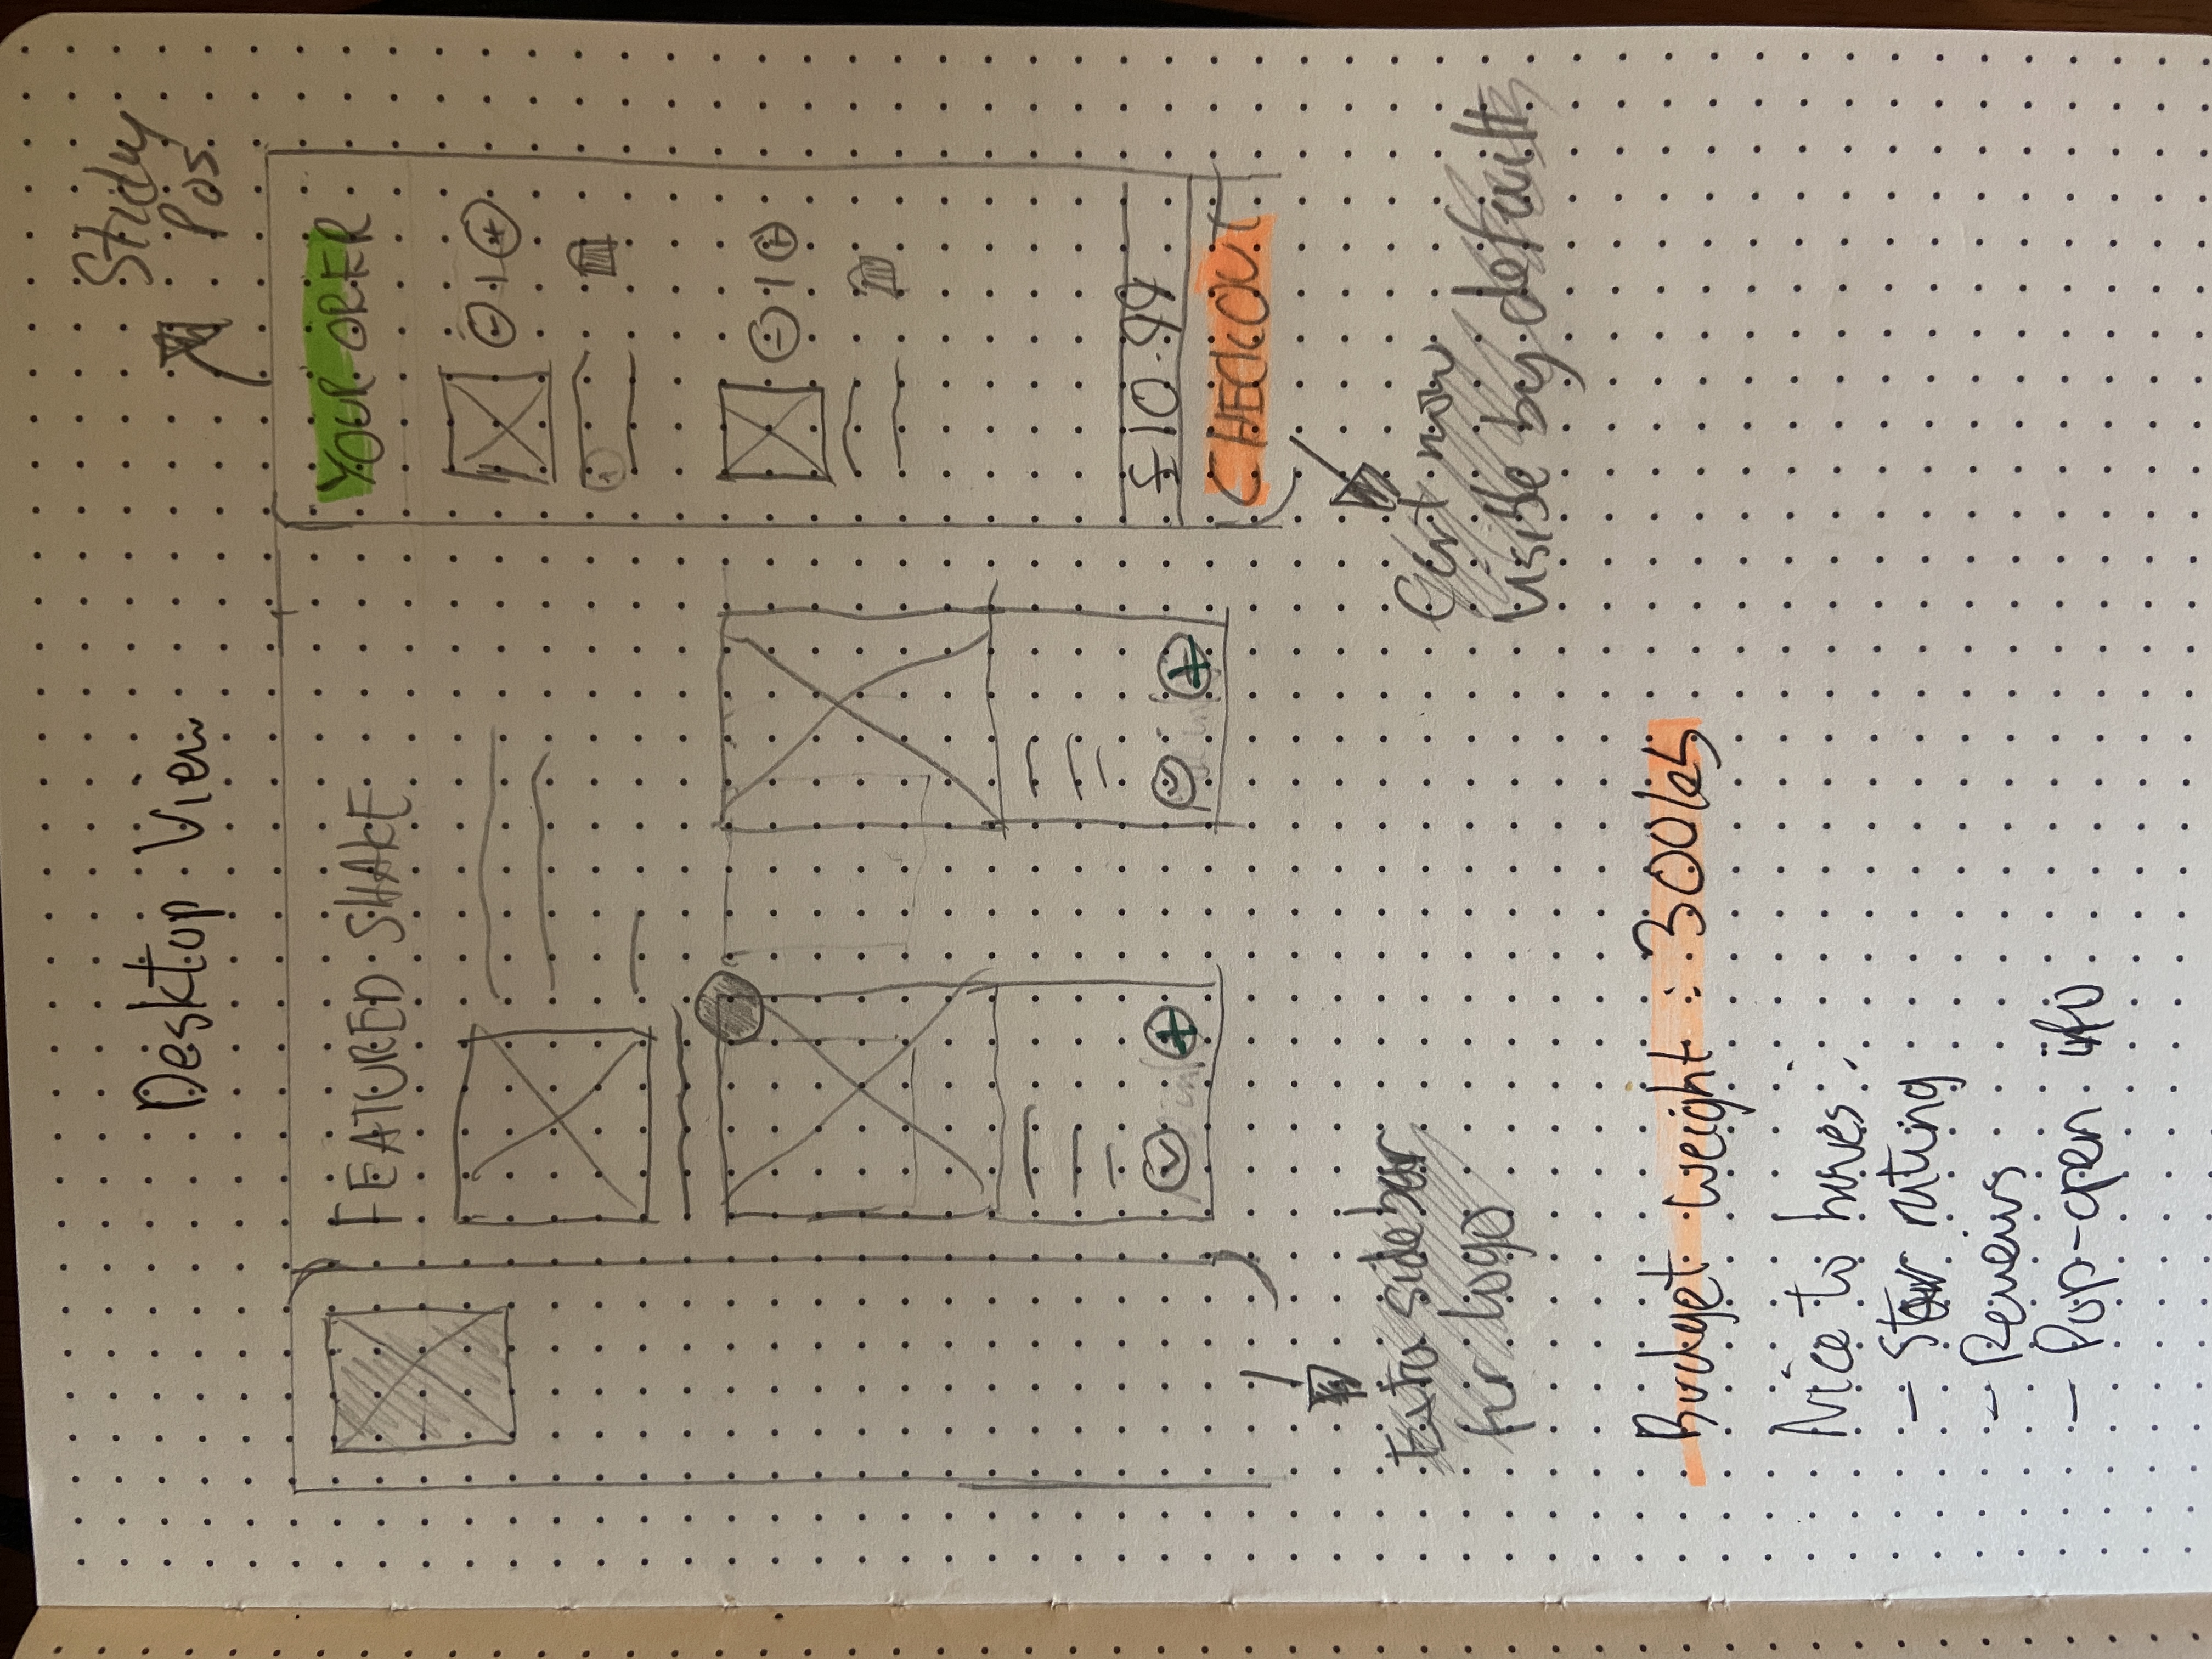 Desktop View
Sticky
Pos.
FEATURED SHAKE
YOUR ORER
- 1 +
1
- 1 +
£10.99
CHECKOUT
Extra sidebar
for logo
Cart now
visible by default
Budget weight : 300kb
Nice to haves :
- Star rating
- Reviews
- Pop-open info